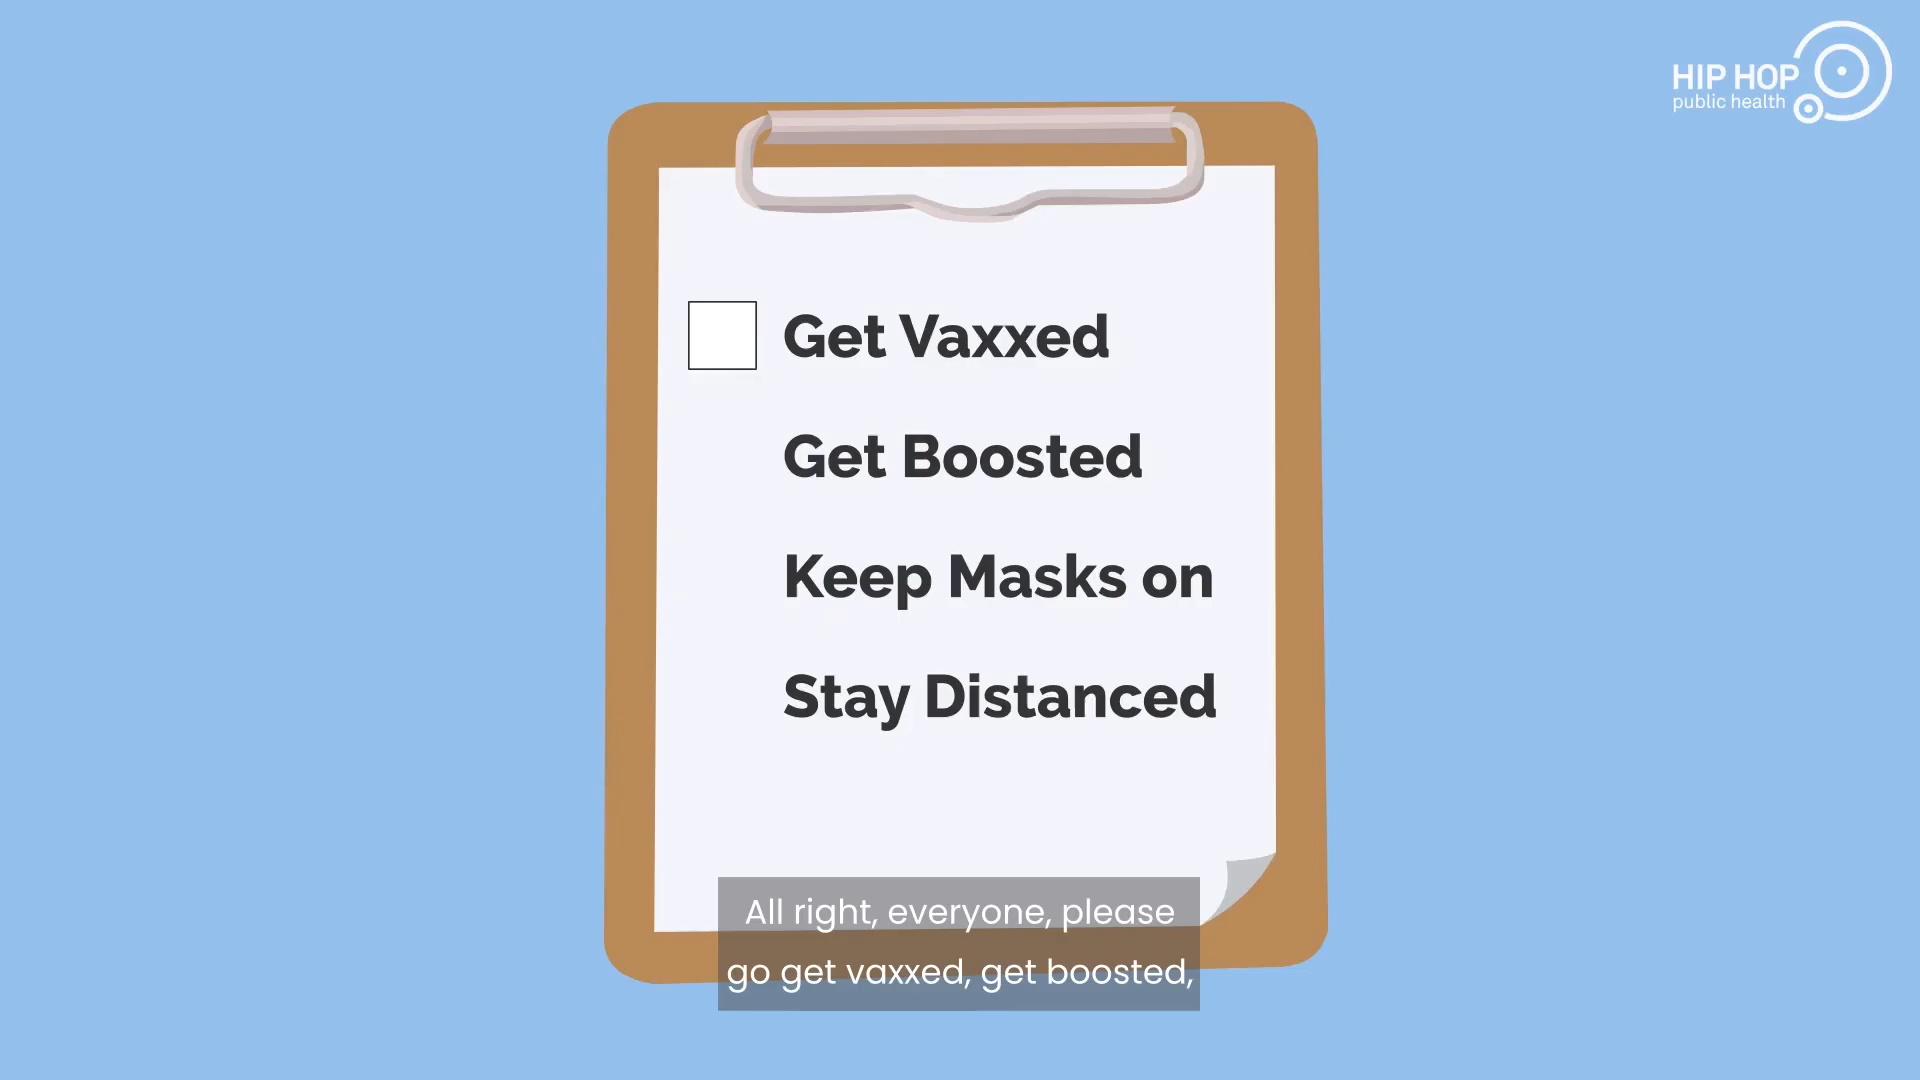 HIP HOP
public health
Get Vaxxed
Get Boosted
Keep Masks on
Stay Distanced
All right, everyone, please
go get vaxxed, get boosted,